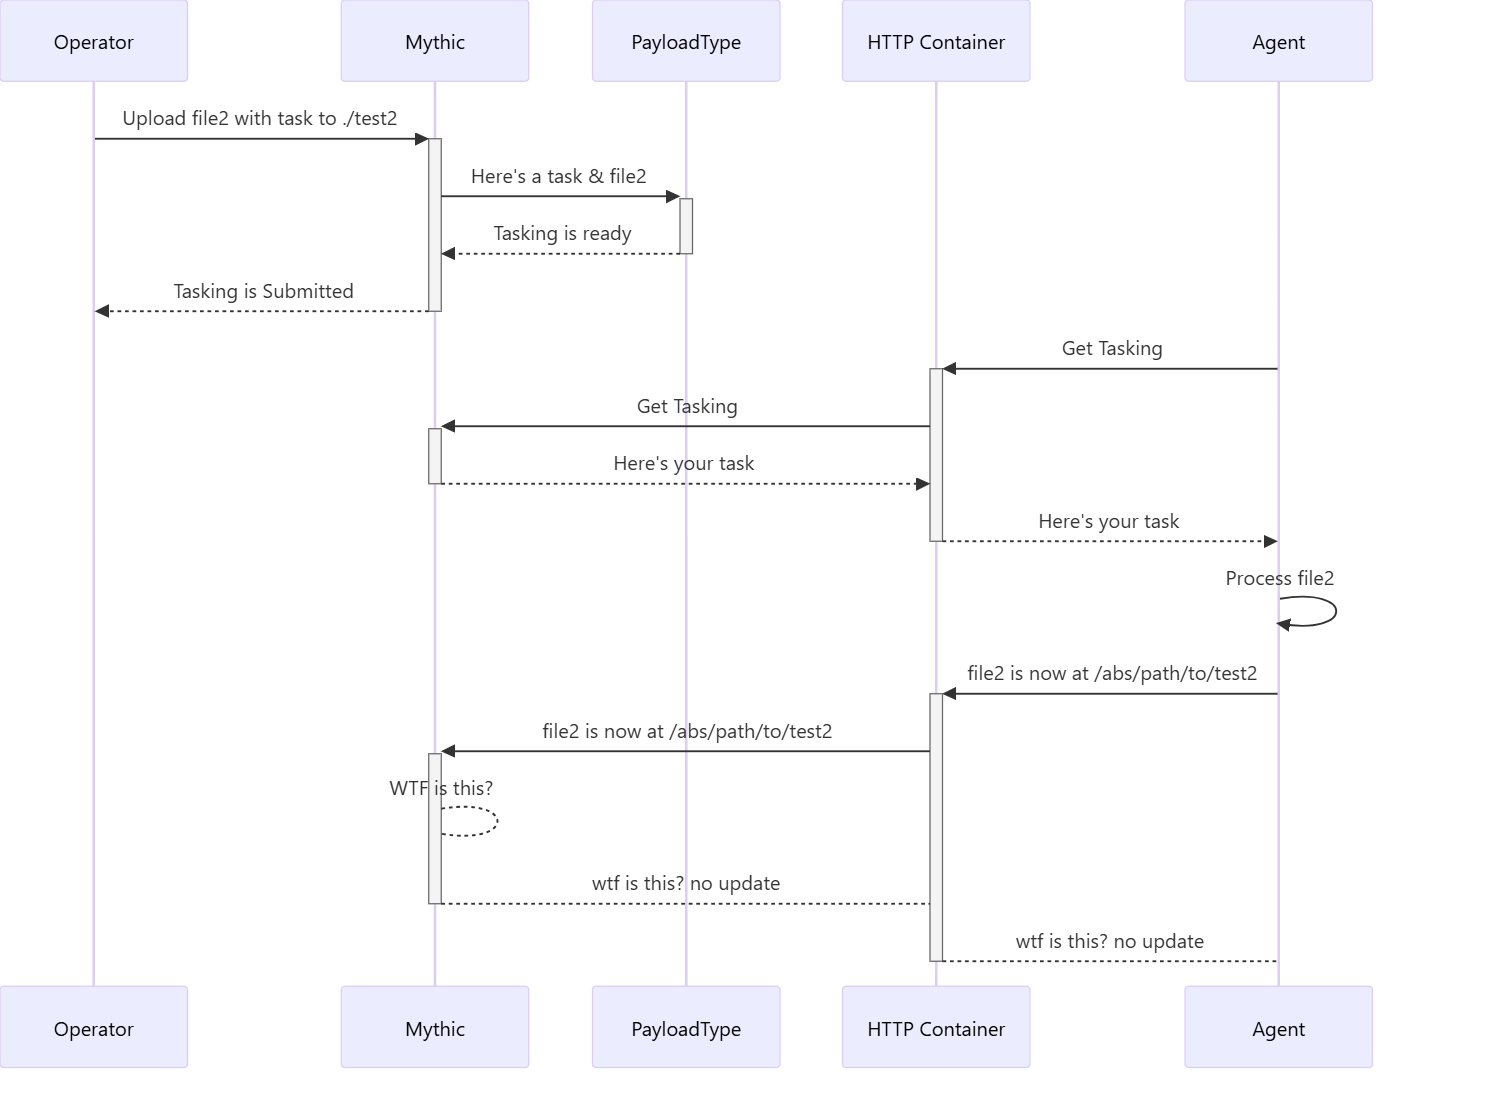 Operator
Mythic
PayloadType
HTTP Container
Agent
Upload file2 with task to ./test2
Here's a task & file2
Tasking is ready
Tasking is Submitted
Get Tasking
Get Tasking
Here's your task
Here's your task
Process file2
file2 is now at /abs/path/to/test2
file2 is now at /abs/path/to/test2
WTF is this?
wtf is this? no update
wtf is this? no update
Operator
Mythic
PayloadType
HTTP Container
Agent